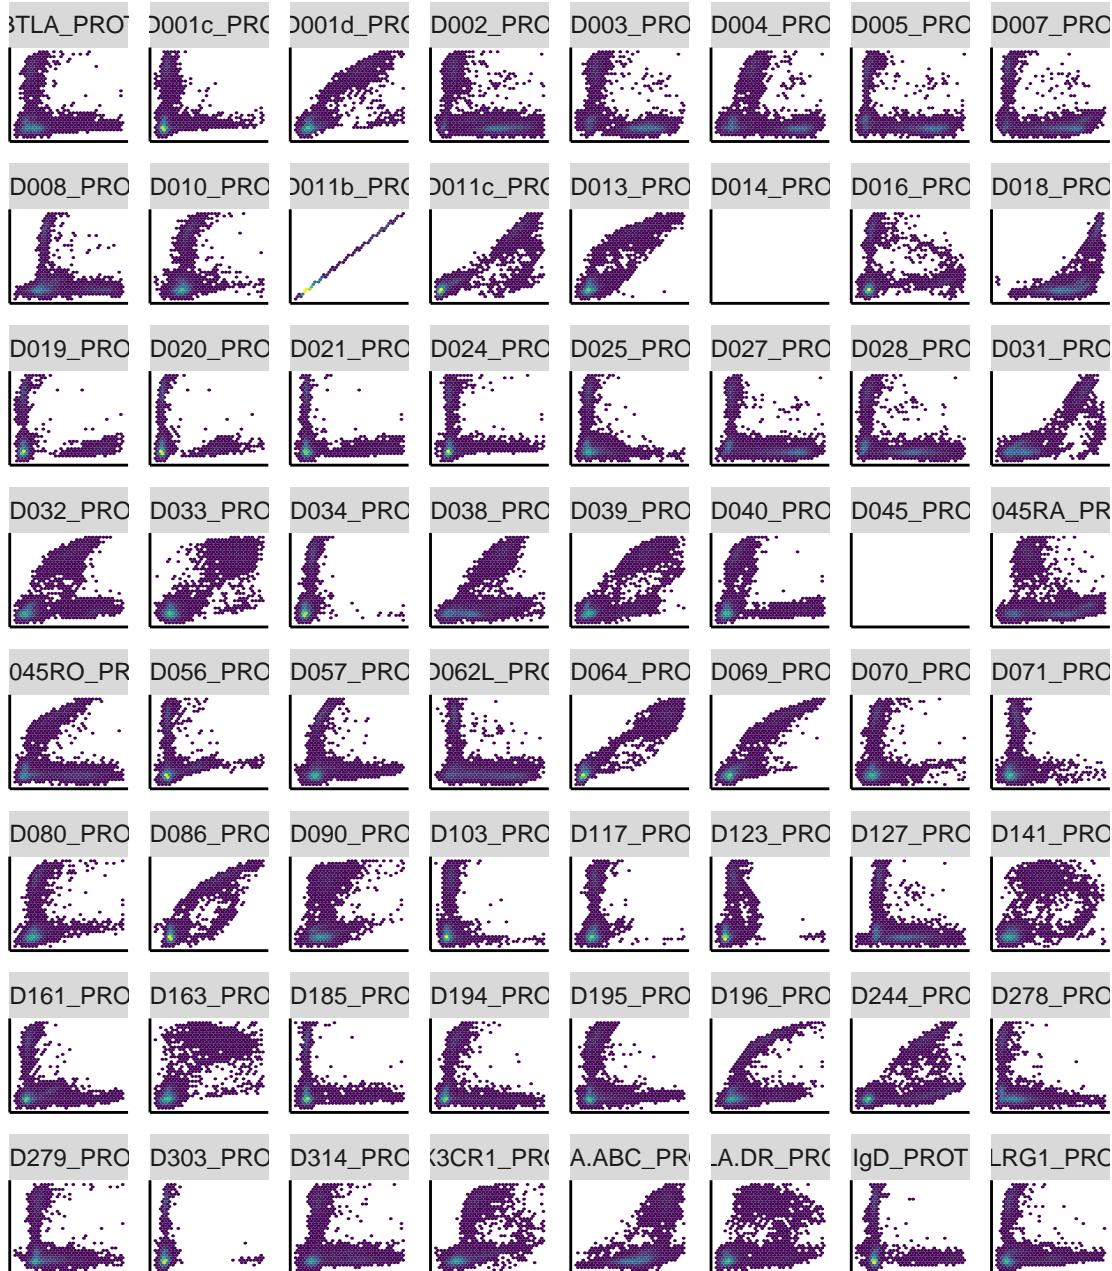 BTLA_PROT D001c_PRO D001d_PRO D002_PRO D003_PRO D004_PRO D005_PRO D007_PRO
D008_PRO D010_PRO D011b_PRO D011c_PRO D013_PRO D014_PRO D016_PRO D018_PRO
D019_PRO D020_PRO D021_PRO D024_PRO D025_PRO D027_PRO D028_PRO D031_PRO
D032_PRO D033_PRO D034_PRO D038_PRO D039_PRO D040_PRO D045_PRO 045RA_PR
045RO_PR D056_PRO D057_PRO D062L_PRO D064_PRO D069_PRO D070_PRO D071_PRO
D080_PRO D086_PRO D090_PRO D103_PRO D117_PRO D123_PRO D127_PRO D141_PRO
D161_PRO D163_PRO D185_PRO D194_PRO D195_PRO D196_PRO D244_PRO D278_PRO
D279_PRO D303_PRO D314_PRO X3CR1_PRO A.ABC_PR LA.DR_PRO IgD_PROT LRG1_PRO